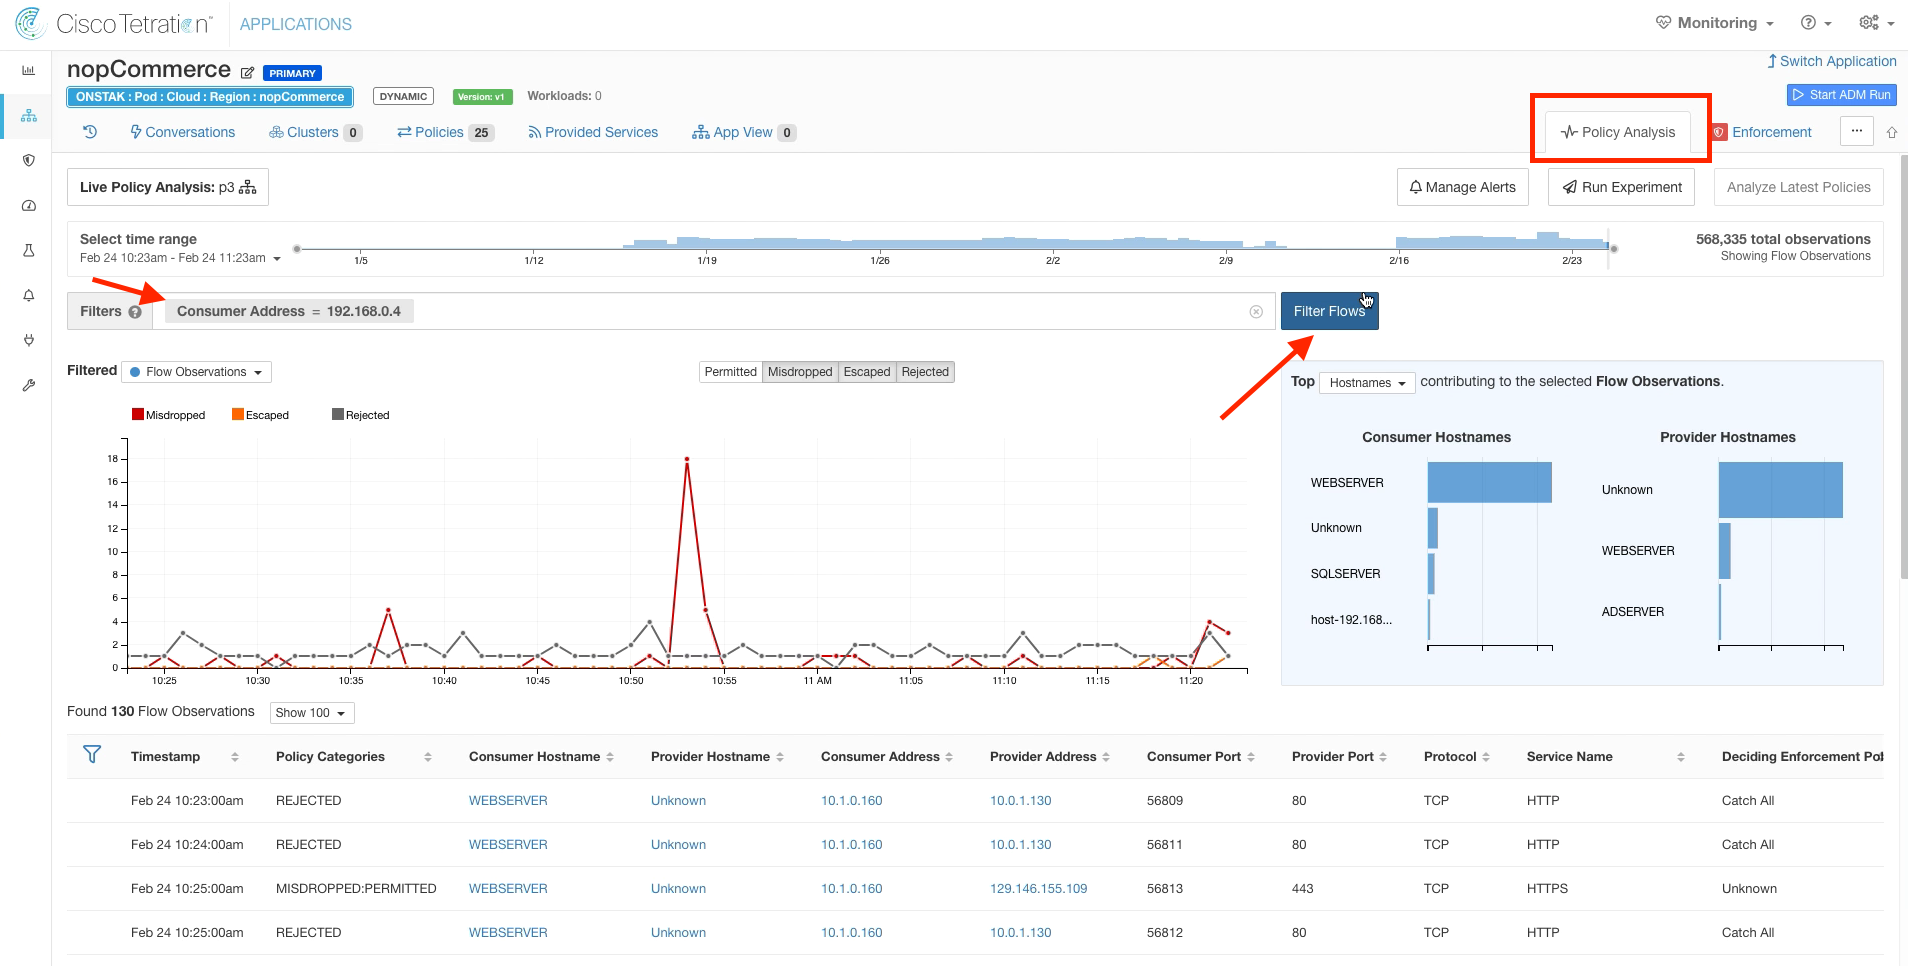 Cisco Tetration™ APPLICATIONS Monitoring
nopCommerce PRIMARY
Switch Application
ONSTAK : Pod : Cloud : Region : nopCommerce DYNAMIC Version: v1 Workloads: 0
Start ADM Run
Conversations Clusters 0 Policies 25 Provided Services App View 0 Policy Analysis Enforcement ...
Live Policy Analysis: p3 Manage Alerts Run Experiment Analyze Latest Policies
Select time range
Feb 24 10:23am - Feb 24 11:23am
1/5 1/12 1/19 1/26 2/2 2/9 2/16 2/23
568,335 total observations
Showing Flow Observations
Filters ? Consumer Address = 192.168.0.4 Filter Flows
Filtered Flow Observations Permitted Misdropped Escaped Rejected
Misdropped Escaped Rejected
18
16
14
12
10
8
6
4
2
0
10:25 10:30 10:35 10:40 10:45 10:50 10:55 11 AM 11:05 11:10 11:15 11:20
Top Hostnames contributing to the selected Flow Observations.
Consumer Hostnames
WEBSERVER
Unknown
SQLSERVER
host-192.168...
Provider Hostnames
Unknown
WEBSERVER
ADSERVER
Found 130 Flow Observations Show 100
Timestamp Policy Categories Consumer Hostname Provider Hostname Consumer Address Provider Address Consumer Port Provider Port Protocol Service Name Deciding Enforcement Pol
Feb 24 10:23:00am REJECTED WEBSERVER Unknown 10.1.0.160 10.0.1.130 56809 80 TCP HTTP Catch All
Feb 24 10:24:00am REJECTED WEBSERVER Unknown 10.1.0.160 10.0.1.130 56811 80 TCP HTTP Catch All
Feb 24 10:25:00am MISDROPPED:PERMITTED WEBSERVER Unknown 10.1.0.160 129.146.155.109 56813 443 TCP HTTPS Unknown
Feb 24 10:25:00am REJECTED WEBSERVER Unknown 10.1.0.160 10.0.1.130 56812 80 TCP HTTP Catch All